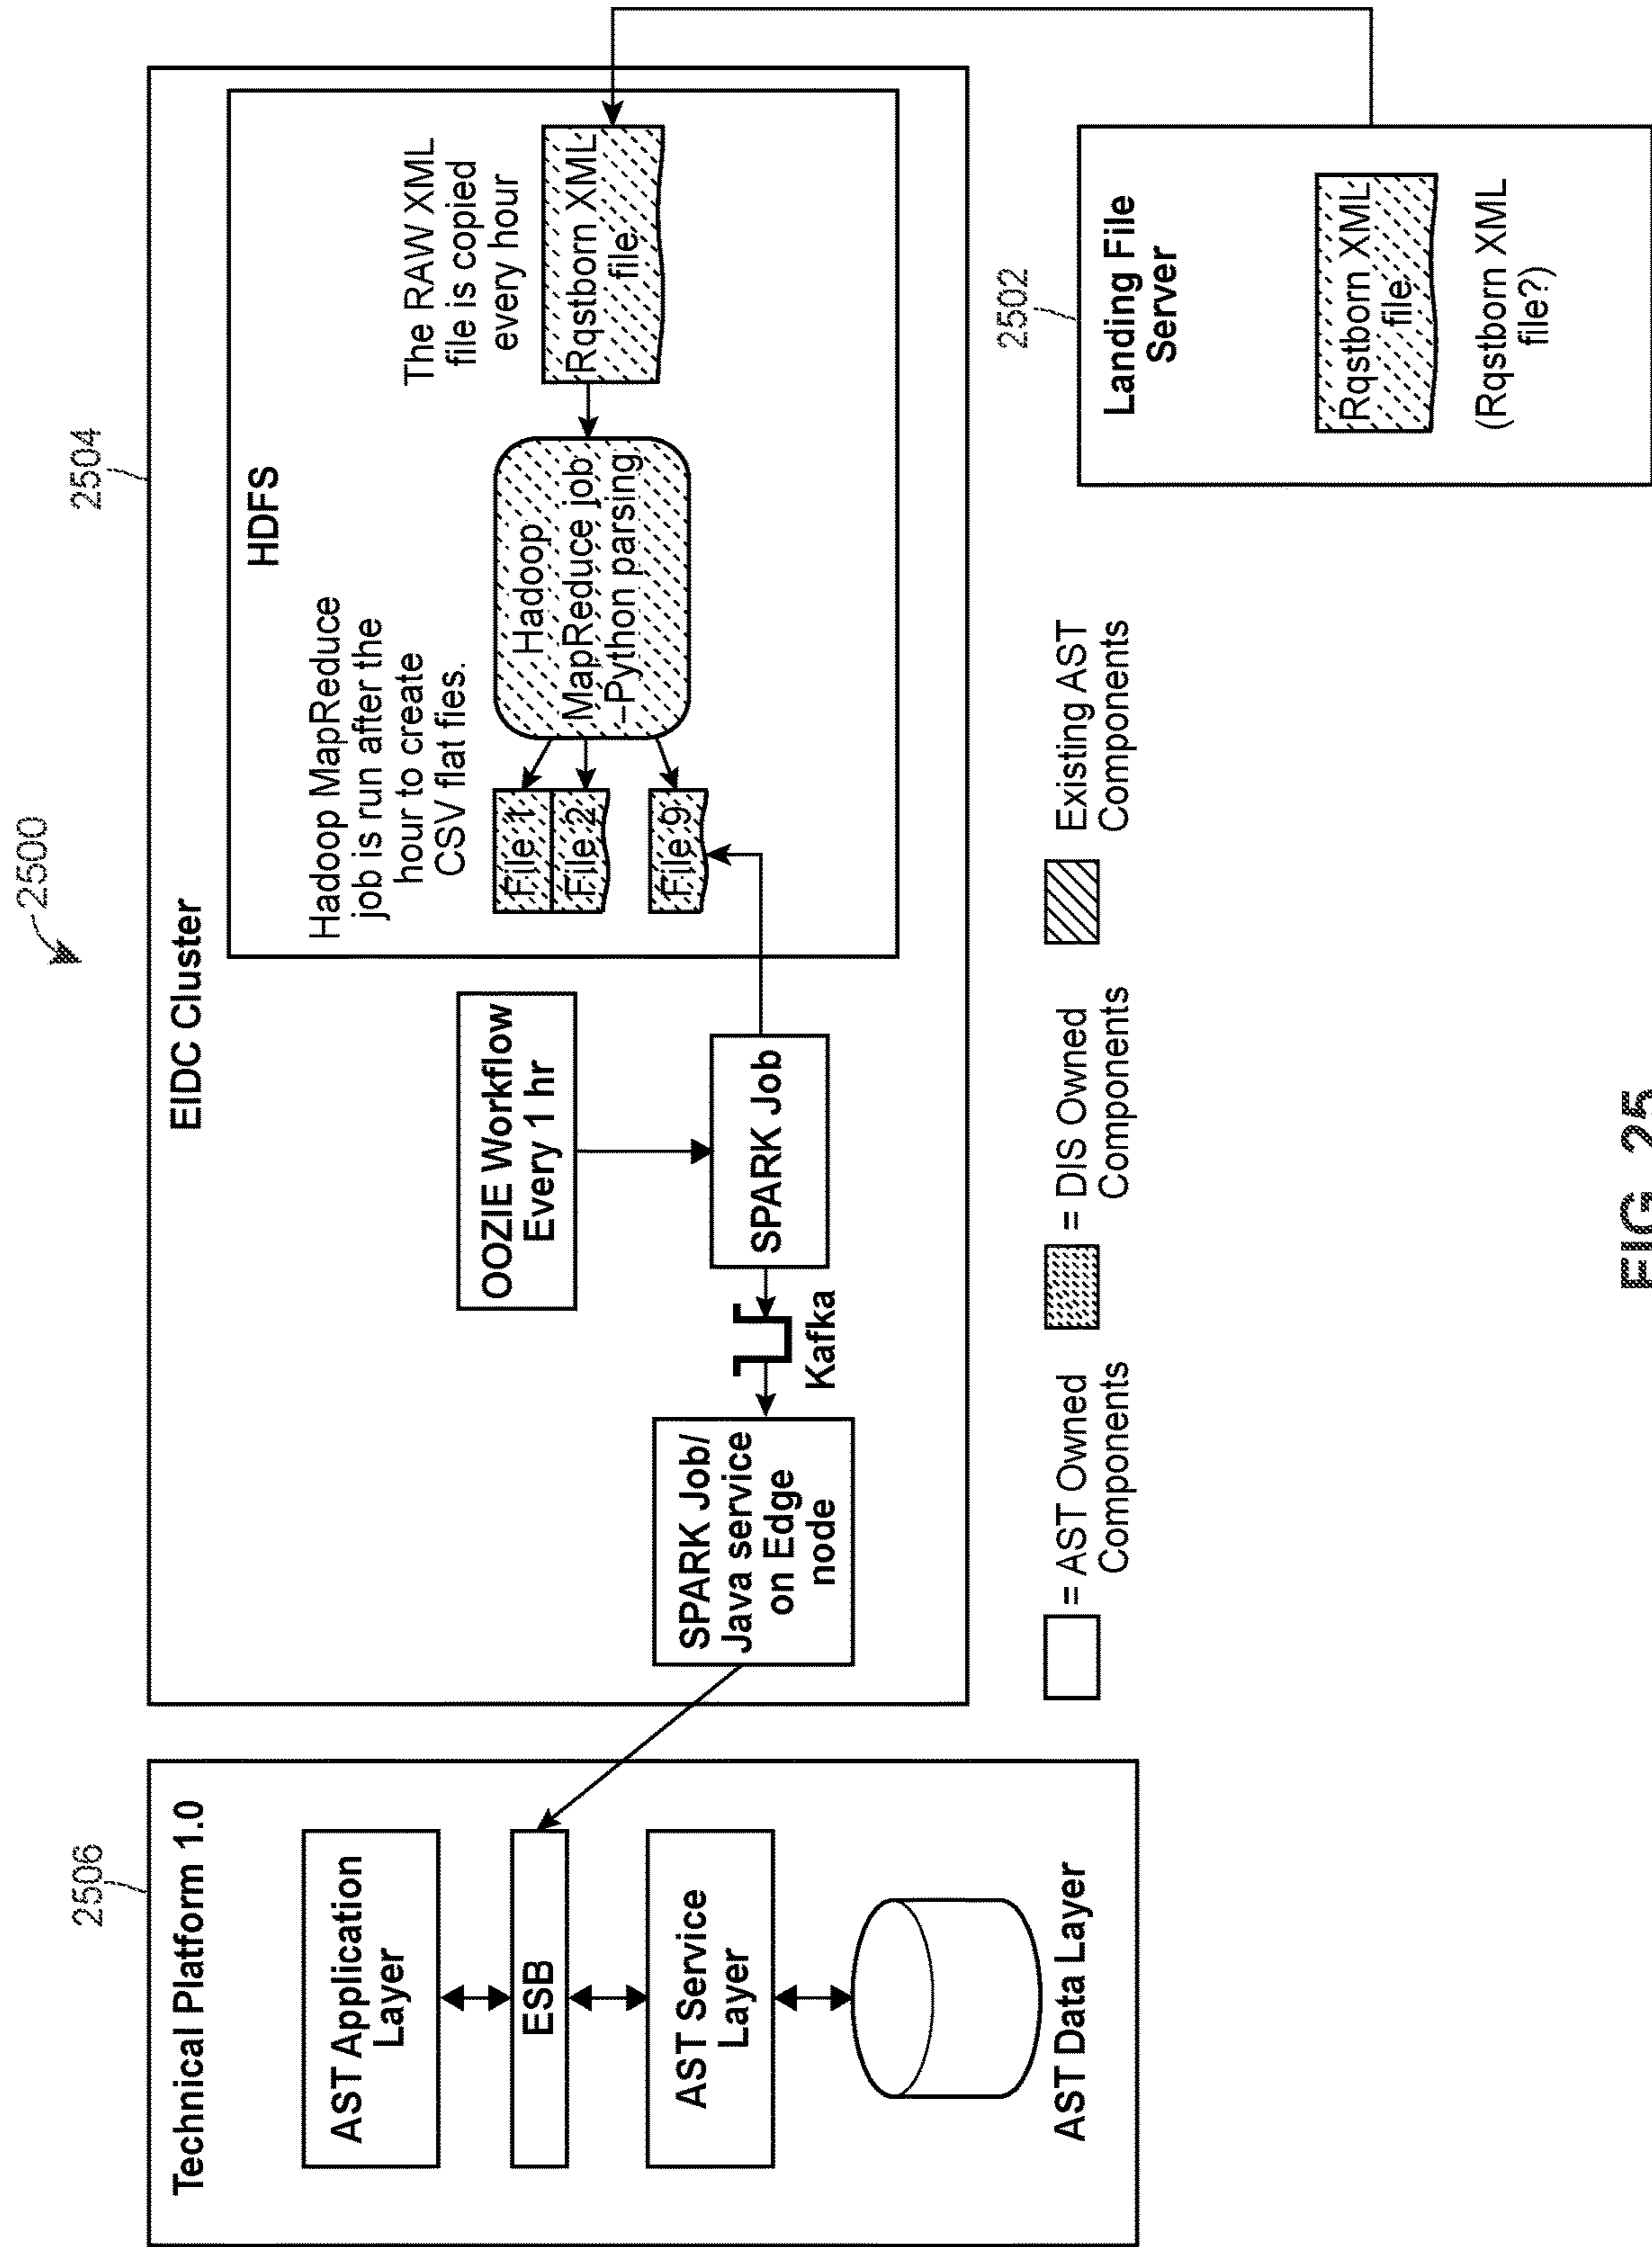 2500
2506
Technical Platform 1.0
AST Application
Layer
ESB
AST Service
Layer
AST Data Layer
2504
EIDC Cluster
OOZIE Workflow
Every 1 hr
SPARK Job/
Java service
on Edge
node
Kafka
SPARK Job
HDFS
Hadoop MapReduce
job is run after the
hour to create
CSV flat fies.
File 1
File 2
File 9
Hadoop
MapReduce job
–Python parsing
The RAW XML
file is copied
every hour
Rqstborn XML
file
= AST Owned
Components
= DIS Owned
Components
Existing AST
Components
2502
Landing File
Server
Rqstborn XML
file
(Rqstborn XML
file?)
FIG. 25